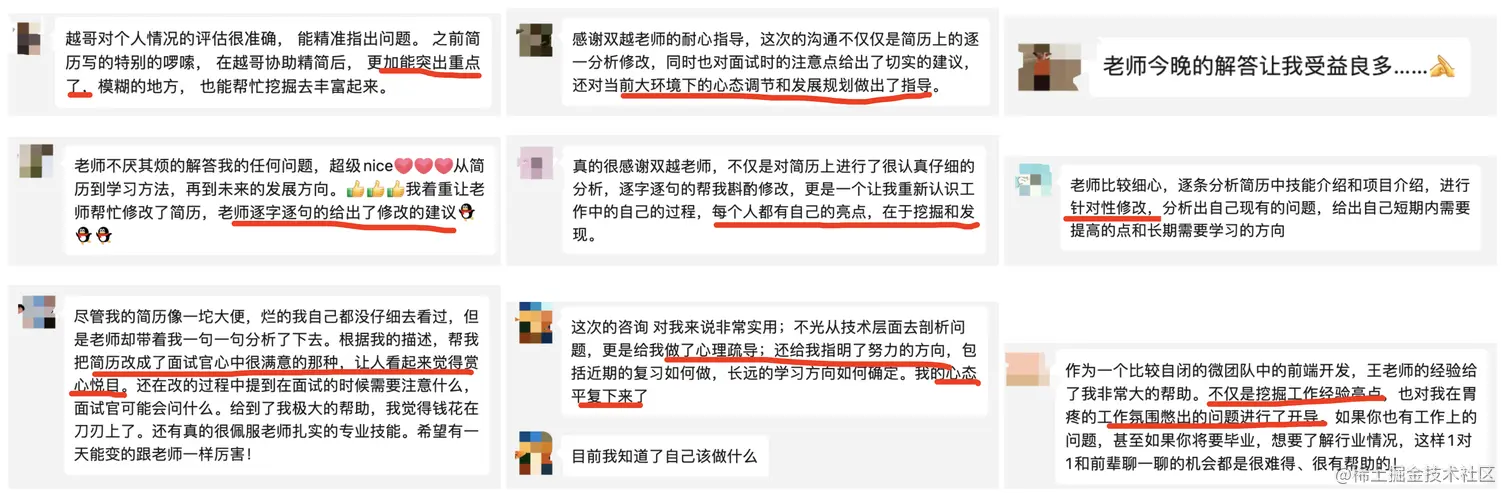 越哥对个人情况的评估很准确， 能精准指出问题。 之前简
历写的特别的啰嗦， 在越哥协助精简后， 更加能突出重点
了， 模糊的地方， 也能帮忙挖掘去丰富起来。
感谢双越老师的耐心指导，这次的沟通不仅仅是简历上的逐
一分析修改，同时也对面试时的注意点给出了切实的建议，
还对当前大环境下的心态调节和发展规划做出了指导。
老师今晚的解答让我受益良多……✍
老师不厌其烦的解答我的任何问题，超级nice❤❤❤从简
历到学习方法，再到未来的发展方向。👍👍👍我着重让老
师帮忙修改了简历，老师逐字逐句的给出了修改的建议🐧
🐧🐧
真的很感谢双越老师，不仅是对简历上进行了很认真仔细的
分析，逐字逐句的帮我斟酌修改，更是一个让我重新认识工
作中的自己的过程，每个人都有自己的亮点，在于挖掘和发
现。
老师比较细心，逐条分析简历中技能介绍和项目介绍，进行
针对性修改，分析出自己现有的问题，给出自己短期内需要
提高的点和长期需要学习的方向
尽管我的简历像一坨大便，烂的我自己都没仔细去看过，但
是老师却带着我一句一句分析了下去。根据我的描述，帮我
把简历改成了面试官心中很满意的那种，让人看起来觉得赏
心悦目。还在改的过程中提到在面试的时候需要注意什么，
面试官可能会问什么。给到了我极大的帮助，我觉得钱花在
刀刃上了。还有真的很佩服老师扎实的专业技能。希望有一
天能变的跟老师一样厉害！
这次的咨询 对我来说非常实用；不光从技术层面去剖析问
题，更是给我做了心理疏导；还给我指明了努力的方向，包
括近期的复习如何做，长远的学习方向如何确定。我的心态
平复下来了
目前我知道了自己该做什么
作为一个比较自闭的微团队中的前端开发，王老师的经验给
了我非常大的帮助。不仅是挖掘工作经验亮点，也对我在胃
疼的工作氛围憋出的问题进行了开导。如果你也有工作上的
问题，甚至如果你将要毕业，想要了解行业情况，这样1对
1和前辈聊一聊的机会都是很难得、很有帮助的！
@稀土掘金技术社区